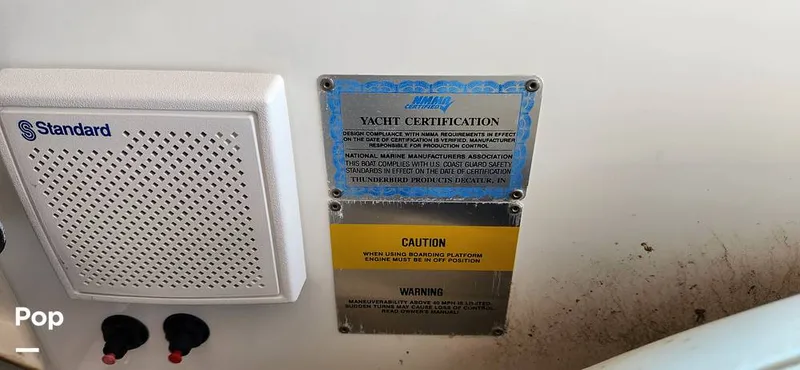 Standard
NMMA
CERTIFIED
YACHT CERTIFICATION
DESIGN COMPLIANCE WITH NMMA REQUIREMENTS IN EFFECT
ON THE DATE OF CERTIFICATION IS VERIFIED. MANUFACTURER
RESPONSIBLE FOR PRODUCTION CONTROL
NATIONAL MARINE MANUFACTURERS ASSOCIATION
THIS BOAT COMPLIES WITH U.S. COAST GUARD SAFETY
STANDARDS IN EFFECT ON THE DATE OF CERTIFICATION
THUNDERBIRD PRODUCTS DECATUR, IN
CAUTION
WHEN USING BOARDING PLATFORM
ENGINE MUST BE IN OFF POSITION
WARNING
MANEUVERABILITY ABOVE 40 MPH IS LIMITED.
SUDDEN TURNS MAY CAUSE LOSS OF CONTROL.
READ OWNER'S MANUAL!
Pop